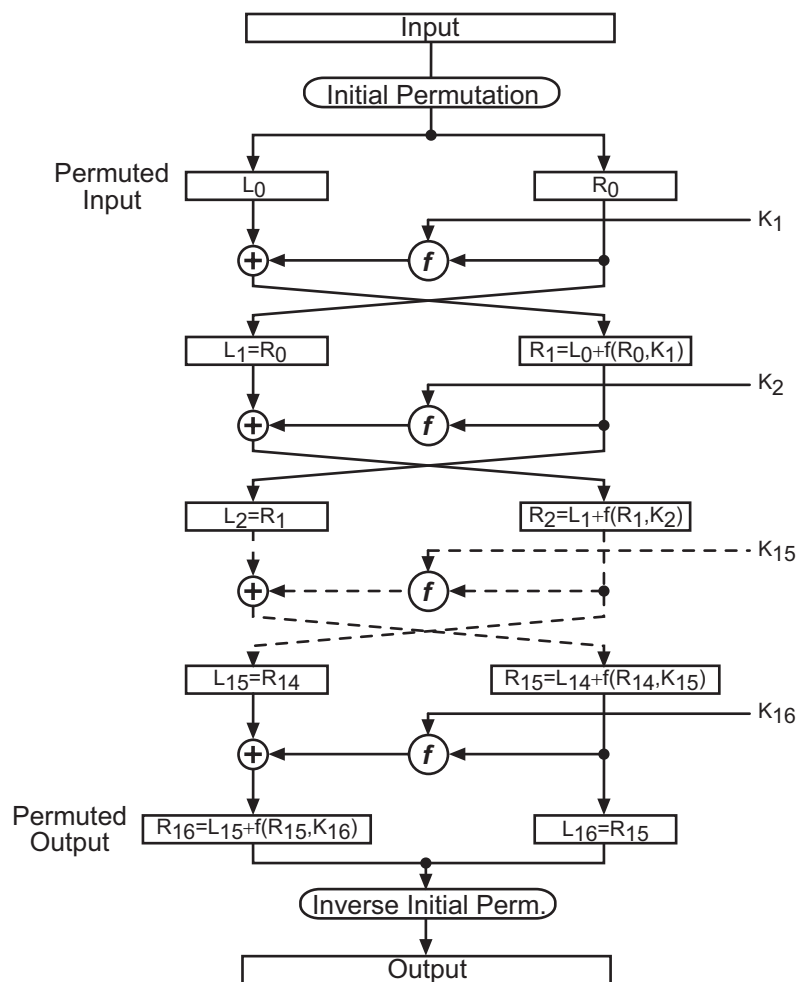 Input
Initial Permutation
Permuted
Input
L0
R0
K1
+
f
L1=R0
R1=L0+f(R0,K1)
K2
+
f
L2=R1
R2=L1+f(R1,K2)
K15
+
f
L15=R14
R15=L14+f(R14,K15)
K16
+
f
Permuted
Output
R16=L15+f(R15,K16)
L16=R15
Inverse Initial Perm.
Output